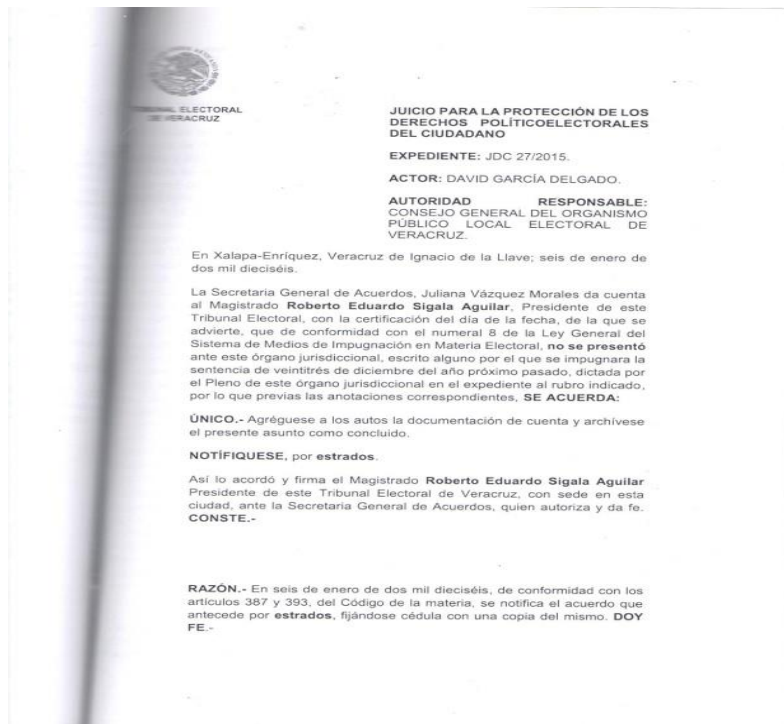 ELECTORAL
DE VERACRUZ
JUICIO PARA LA PROTECCIÓN DE LOS
DERECHOS POLÍTICOELECTORALES
DEL CIUDADANO
EXPEDIENTE: JDC 27/2015.
ACTOR: DAVID GARCÍA DELGADO.
AUTORIDAD RESPONSABLE:
CONSEJO GENERAL DEL ORGANISMO
PÚBLICO LOCAL ELECTORAL DE
VERACRUZ.
En Xalapa-Enríquez, Veracruz de Ignacio de la Llave; seis de enero de
dos mil dieciséis.
La Secretaria General de Acuerdos, Juliana Vázquez Morales da cuenta
al Magistrado Roberto Eduardo Sigala Aguilar, Presidente de este
Tribunal Electoral, con la certificación del día de la fecha, de la que se
advierte, que de conformidad con el numeral 8 de la Ley General del
Sistema de Medios de Impugnación en Materia Electoral, no se presentó
ante este órgano jurisdiccional, escrito alguno por el que se impugnara la
sentencia de veintitrés de diciembre del año próximo pasado, dictada por
el Pleno de este órgano jurisdiccional en el expediente al rubro indicado,
por lo que previas las anotaciones correspondientes, SE ACUERDA:
ÚNICO.- Agréguese a los autos la documentación de cuenta y archívese
el presente asunto como concluido.
NOTÍFIQUESE, por estrados.
Así lo acordó y firma el Magistrado Roberto Eduardo Sigala Aguilar
Presidente de este Tribunal Electoral de Veracruz, con sede en esta
ciudad, ante la Secretaria General de Acuerdos, quien autoriza y da fe.
CONSTE.-
RAZÓN.- En seis de enero de dos mil dieciséis, de conformidad con los
artículos 387 y 393, del Código de la materia, se notifica el acuerdo que
antecede por estrados, fijándose cédula con una copia del mismo. DOY
FE.-